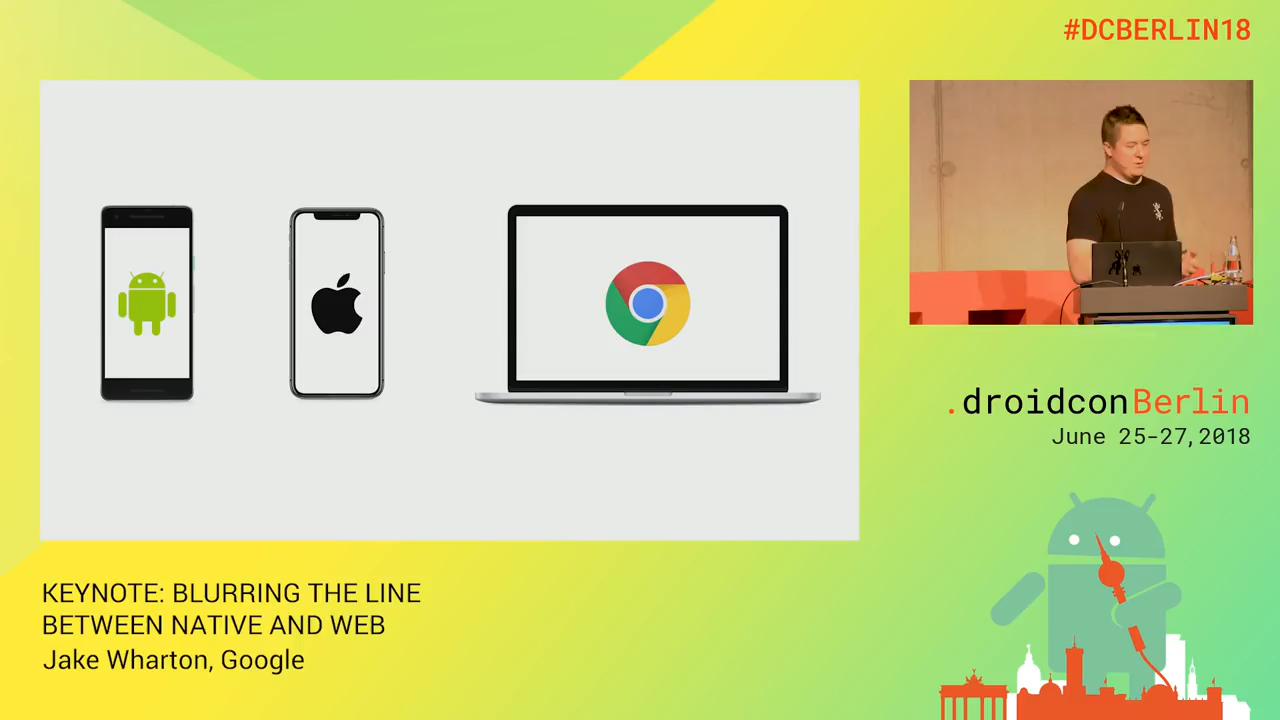 #DCBERLIN18
.droidconBerlin
June 25-27, 2018
KEYNOTE: BLURRING THE LINE
BETWEEN NATIVE AND WEB
Jake Wharton, Google